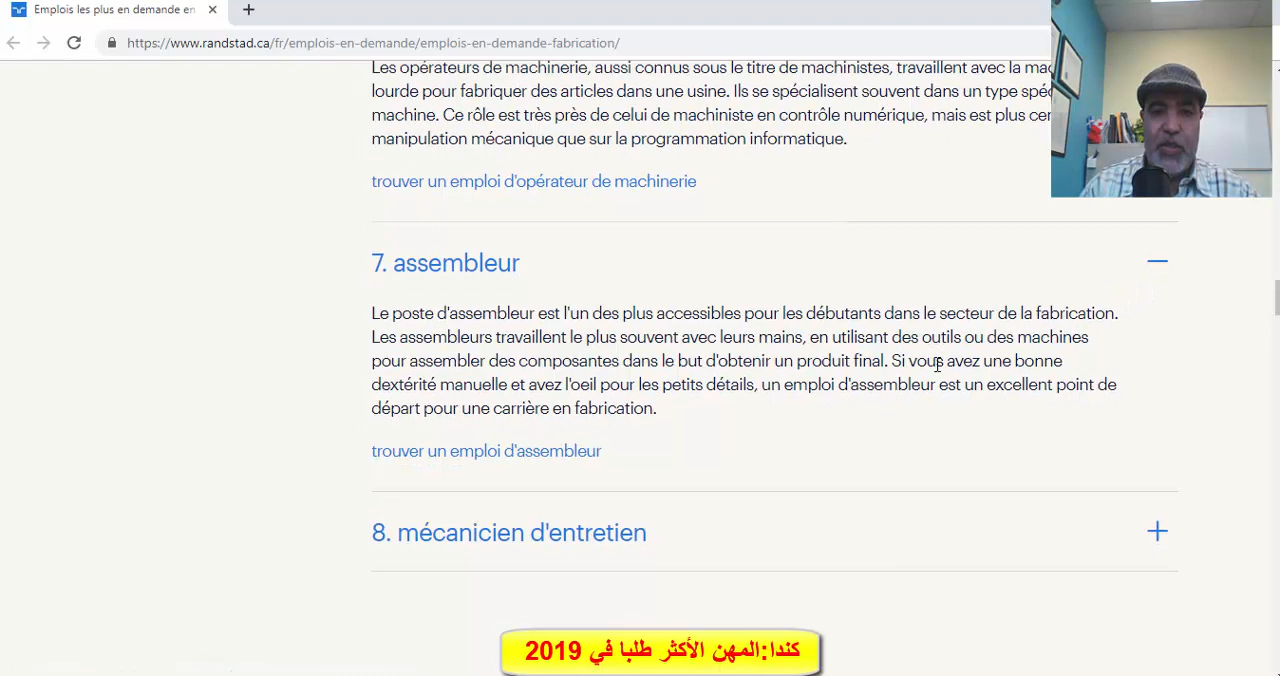 Emplois les plus en demande en
https://www.randstad.ca/fr/emplois-en-demande/emplois-en-demande-fabrication/
Les opérateurs de machinerie, aussi connus sous le titre de machinistes, travaillent avec la
lourde pour fabriquer des articles dans une usine. Ils se spécialisent souvent dans un type
machine. Ce rôle est très près de celui de machiniste en contrôle numérique, mais est plus
manipulation mécanique que sur la programmation informatique.
trouver un emploi d'opérateur de machinerie
7. assembleur
Le poste d'assembleur est l'un des plus accessibles pour les débutants dans le secteur de la fabrication.
Les assembleurs travaillent le plus souvent avec leurs mains, en utilisant des outils ou des machines
pour assembler des composantes dans le but d'obtenir un produit final. Si vous avez une bonne
dextérité manuelle et avez l'oeil pour les petits détails, un emploi d'assembleur est un excellent point de
départ pour une carrière en fabrication.
trouver un emploi d'assembleur
8. mécanicien d'entretien
كندا:المهن الأكثر طلبا في 2019